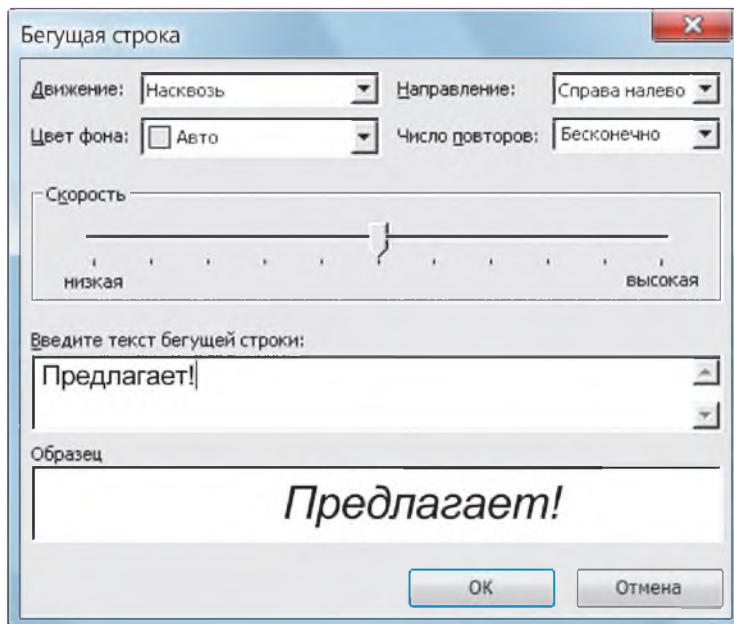 Бегущая строка
Движение: Насквозь Направление: Справа налево
Цвет фона: Авто Число повторов: Бесконечно
Скорость
низкая высокая
Введите текст бегущей строки:
Предлагает!
Образец
Предлагает!
ОК Отмена